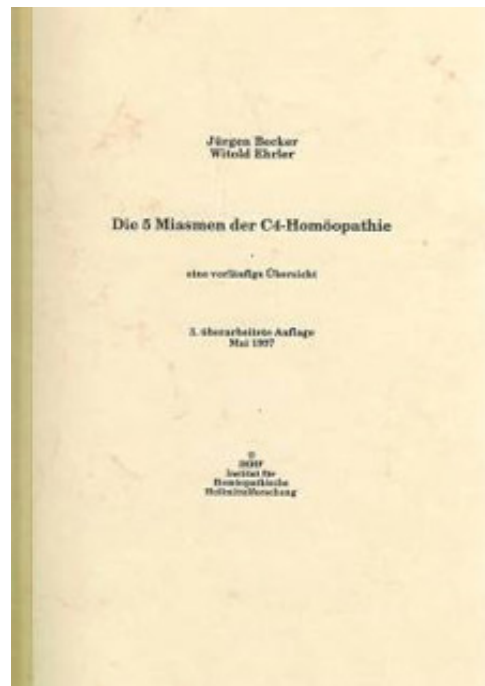 Jürgen Becker
Witold Ehrler
Die 5 Miasmen der C4-Homöopathie
eine vorläufige Übersicht
3. überarbeitete Auflage
Mai 1997
©
IHHF
Institut für
Homöopathische
Heilmittelforschung